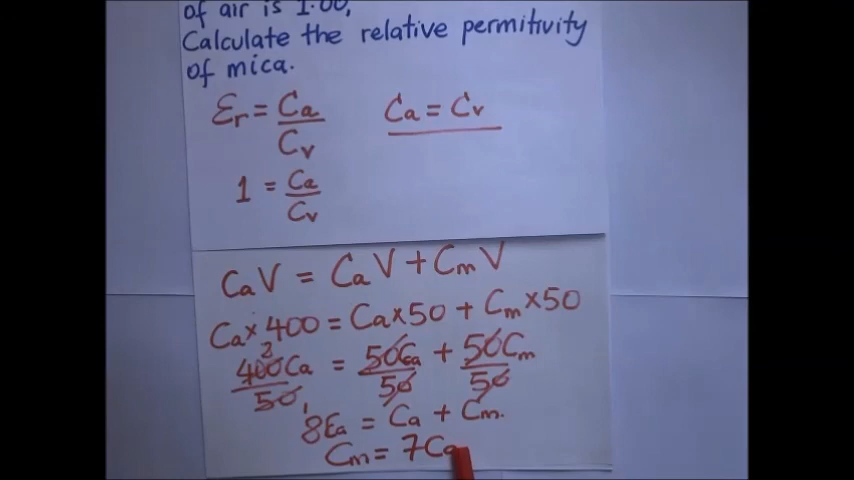 of air is 1.00,
Calculate the relative permitivity
of mica.
εr = Ca/Cv Ca = Cv
1 = Ca/Cv
CaV = CaV + CmV
Ca × 400 = Ca×50 + Cm×50
400Ca/50 = 50Ca/50 + 50Cm/50
8Ca = Ca + Cm.
Cm = 7Ca